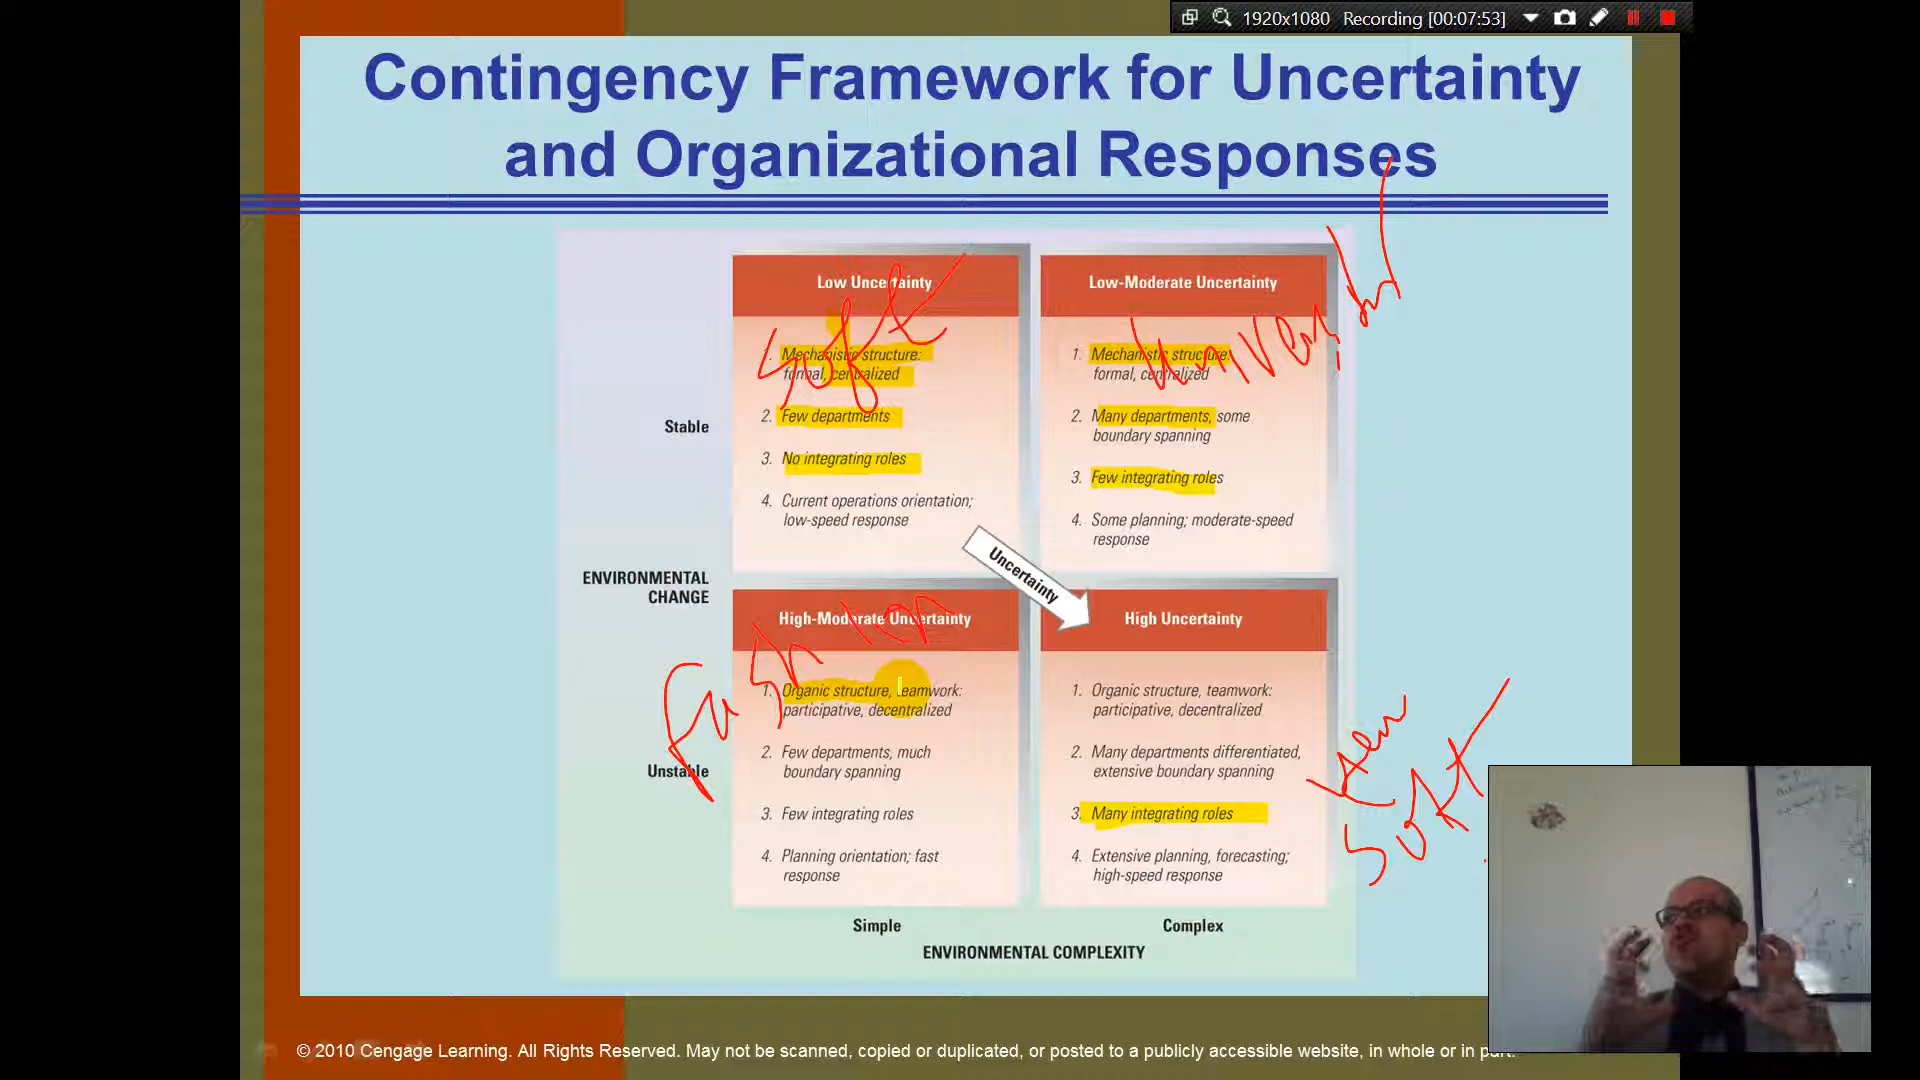 1920x1080 Recording [00:07:53]
Contingency Framework for Uncertainty
and Organizational Responses
Low Uncertainty
Soft
1. Mechanistic structure:
formal, centralized
2. Few departments
3. No integrating roles
4. Current operations orientation;
low-speed response
Low-Moderate Uncertainty
1. Mechanistic structure:
formal, centralized
2. Many departments, some
boundary spanning
3. Few integrating roles
4. Some planning; moderate-speed
response
Stable
ENVIRONMENTAL
CHANGE
Uncertainty
High-Moderate Uncertainty
Fashion
1. Organic structure, teamwork:
participative, decentralized
2. Few departments, much
boundary spanning
3. Few integrating roles
4. Planning orientation; fast
response
High Uncertainty
1. Organic structure, teamwork:
participative, decentralized
2. Many departments differentiated,
extensive boundary spanning
3. Many integrating roles
4. Extensive planning, forecasting;
high-speed response
Unstable
Simple
Complex
ENVIRONMENTAL COMPLEXITY
© 2010 Cengage Learning. All Rights Reserved. May not be scanned, copied or duplicated, or posted to a publicly accessible website, in whole or in part.